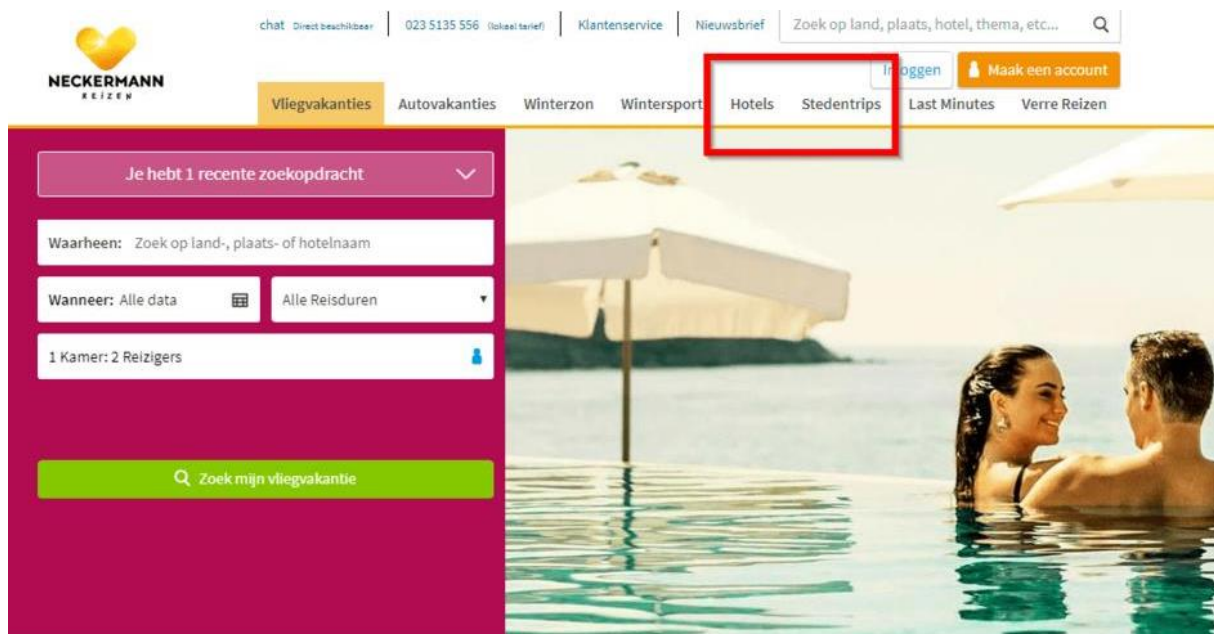 chat Direct beschikbaar 023 5135 556 (lokaal tarief) Klantenservice Nieuwsbrief Zoek op land, plaats, hotel, thema, etc...
Inloggen Maak een account
NECKERMANN
REIZEN
Vliegvakanties Autovakanties Winterzon Wintersport Hotels Stedentrips Last Minutes Verre Reizen
Je hebt 1 recente zoekopdracht
Waarheen: Zoek op land-, plaats- of hotelnaam
Wanneer: Alle data Alle Reisduren
1 Kamer: 2 Reizigers
Zoek mijn vliegvakantie